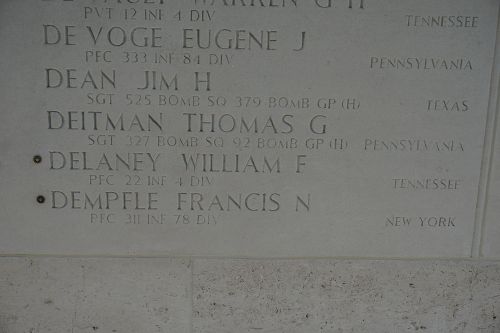 WARREN G H
PVT 12 INF 4 DIV TENNESSEE
DE VOGE EUGENE J
PFC 333 INF 84 DIV PENNSYLVANIA
DEAN JIM H
SGT 525 BOMB SQ 379 BOMB GP (H) TEXAS
DEITMAN THOMAS G
SGT 327 BOMB SQ 92 BOMB GP (H) PENNSYLVANIA
DELANEY WILLIAM F
PFC 22 INF 4 DIV TENNESSEE
DEMPFLE FRANCIS N
PFC 311 INF 78 DIV NEW YORK